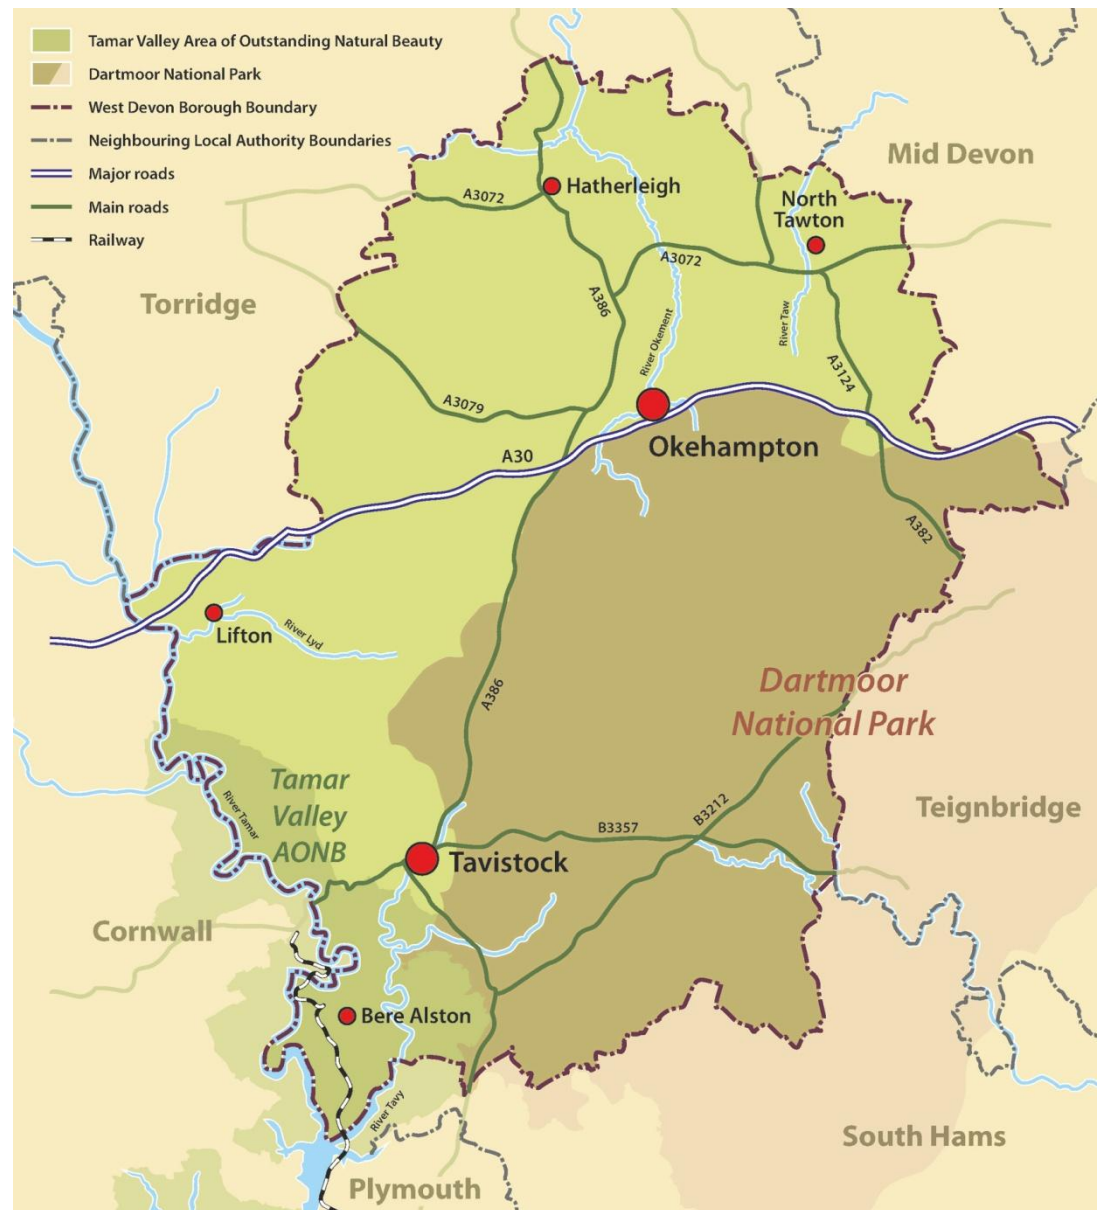 Tamar Valley Area of Outstanding Natural Beauty
Dartmoor National Park
West Devon Borough Boundary
Neighbouring Local Authority Boundaries
Major roads
Main roads
Railway
Mid Devon
Hatherleigh
A3072
North
Tawton
A3072
Torridge
A386
River Okement
River Taw
A3124
A3079
Okehampton
A30
A382
Lifton
River Lyd
A386
Dartmoor
National Park
Tamar
Valley
AONB
River Tamar
Teignbridge
B3357
B3212
Tavistock
Cornwall
Bere Alston
River Tavy
South Hams
Plymouth